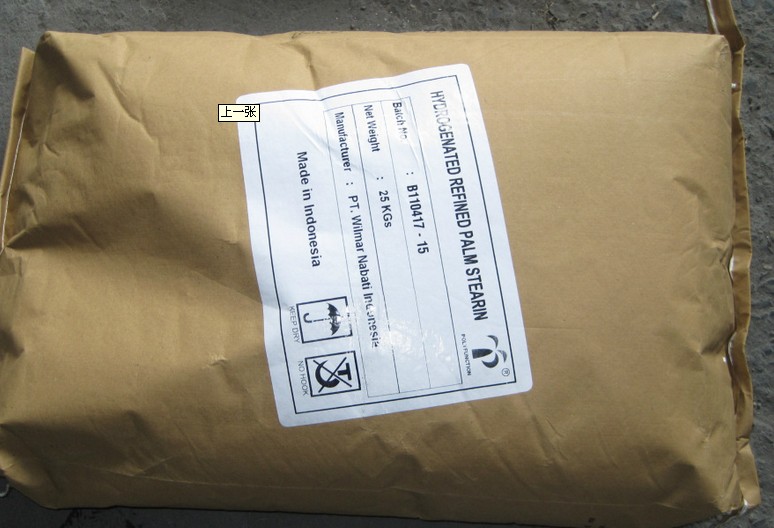 HYDROGENATED REFINED PALM STEARIN
Batch No. : B110417 - 15
Net Weight : 25 KGs
Manufacturer : PT. Wilmar Nabati Indonesia
Made in Indonesia
POLYFUNCTION
®
KEEP DRY
NO HOOK
上一张